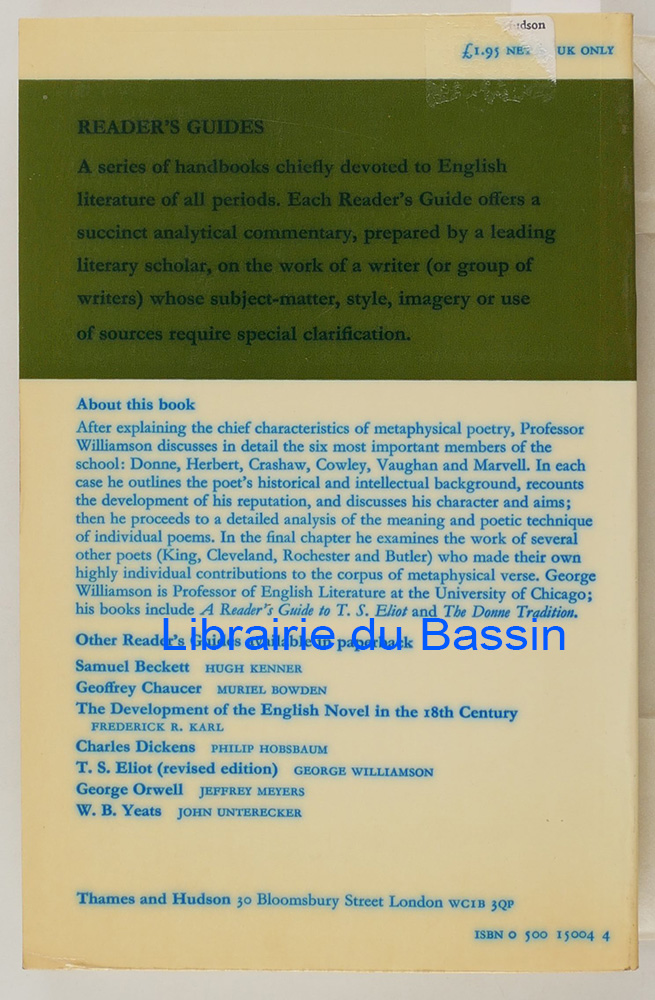 udson
£1.95 NET UK ONLY
READER'S GUIDES
A series of handbooks chiefly devoted to English
literature of all periods. Each Reader's Guide offers a
succinct analytical commentary, prepared by a leading
literary scholar, on the work of a writer (or group of
writers) whose subject-matter, style, imagery or use
of sources require special clarification.
About this book
After explaining the chief characteristics of metaphysical poetry, Professor
Williamson discusses in detail the six most important members of the
school: Donne, Herbert, Crashaw, Cowley, Vaughan and Marvell. In each
case he outlines the poet's historical and intellectual background, recounts
the development of his reputation, and discusses his character and aims;
then he proceeds to a detailed analysis of the meaning and poetic technique
of individual poems. In the final chapter he examines the work of several
other poets (King, Cleveland, Rochester and Butler) who made their own
highly individual contributions to the corpus of metaphysical verse. George
Williamson is Professor of English Literature at the University of Chicago;
his books include A Reader's Guide to T. S. Eliot and The Donne Tradition.
Librairie du Bassin
Other Reader's Guides available in paperback
Samuel Beckett HUGH KENNER
Geoffrey Chaucer MURIEL BOWDEN
The Development of the English Novel in the 18th Century
FREDERICK R. KARL
Charles Dickens PHILIP HOBSBAUM
T. S. Eliot (revised edition) GEORGE WILLIAMSON
George Orwell JEFFREY MEYERS
W. B. Yeats JOHN UNTERECKER
Thames and Hudson 30 Bloomsbury Street London WC1B 3QP
ISBN 0 500 15004 4